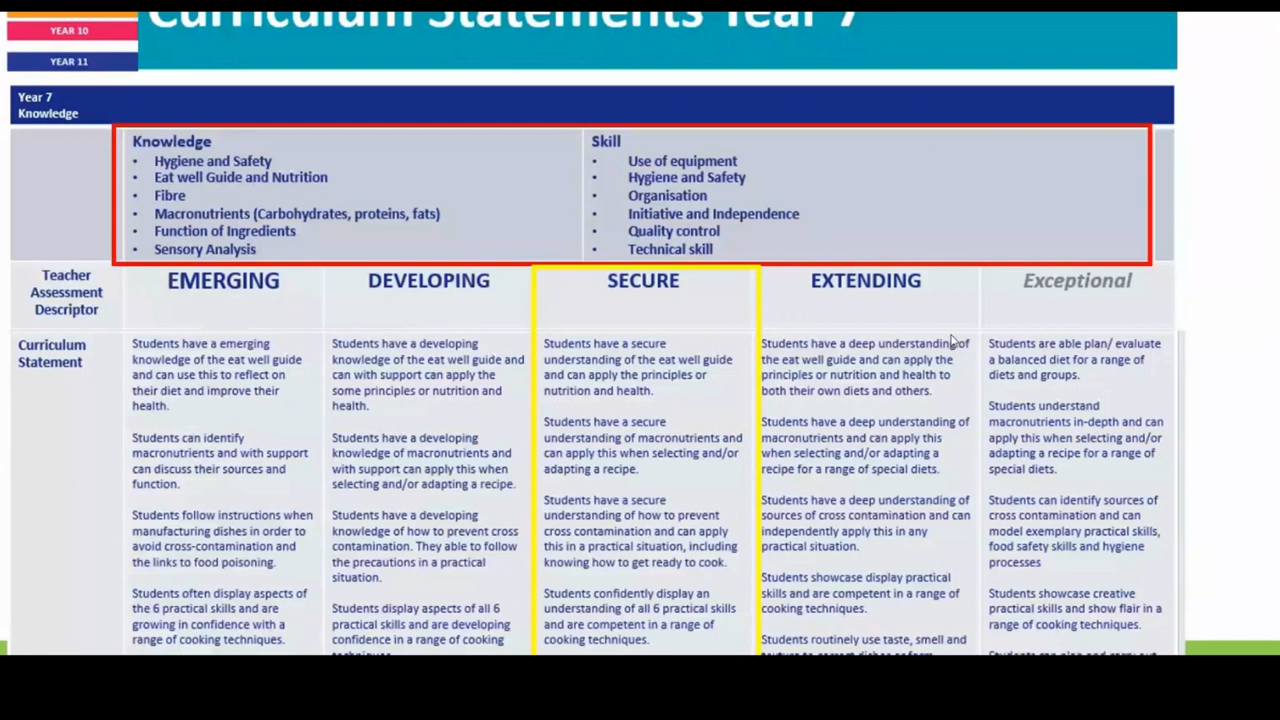 Curriculum Statements Year 7
YEAR 10
YEAR 11
Year 7
Knowledge
Knowledge
• Hygiene and Safety
• Eat well Guide and Nutrition
• Fibre
• Macronutrients (Carbohydrates, proteins, fats)
• Function of Ingredients
• Sensory Analysis
Skill
• Use of equipment
• Hygiene and Safety
• Organisation
• Initiative and Independence
• Quality control
• Technical skill
Teacher
Assessment
Descriptor
EMERGING
DEVELOPING
SECURE
EXTENDING
Exceptional
Curriculum
Statement
Students have a emerging
knowledge of the eat well guide
and can use this to reflect on
their diet and improve their
health.
Students can identify
macronutrients and with support
can discuss their sources and
function.
Students follow instructions when
manufacturing dishes in order to
avoid cross-contamination and
the links to food poisoning.
Students often display aspects of
the 6 practical skills and are
growing in confidence with a
range of cooking techniques.
Students have a developing
knowledge of the eat well guide and
can with support can apply the
some principles or nutrition and
health.
Students have a developing
knowledge of macronutrients and
with support can apply this when
selecting and/or adapting a recipe.
Students have a developing
knowledge of how to prevent cross
contamination. They able to follow
the precautions in a practical
situation.
Students display aspects of all 6
practical skills and are developing
confidence in a range of cooking
techniques.
Students have a secure
understanding of the eat well guide
and can apply the principles or
nutrition and health.
Students have a secure
understanding of macronutrients and
can apply this when selecting and/or
adapting a recipe.
Students have a secure
understanding of how to prevent
cross contamination and can apply
this in a practical situation, including
knowing how to get ready to cook.
Students confidently display an
understanding of all 6 practical skills
and are competent in a range of
cooking techniques.
Students have a deep understanding of
the eat well guide and can apply the
principles or nutrition and health to
both their own diets and others.
Students have a deep understanding of
macronutrients and can apply this
when selecting and/or adapting a
recipe for a range of special diets.
Students have a deep understanding of
sources of cross contamination and can
independently apply this in any
practical situation.
Students showcase display practical
skills and are competent in a range of
cooking techniques.
Students routinely use taste, smell and
Students are able plan/ evaluate
a balanced diet for a range of
diets and groups.
Students understand
macronutrients in-depth and can
apply this when selecting and/or
adapting a recipe for a range of
special diets.
Students can identify sources of
cross contamination and can
model exemplary practical skills,
food safety skills and hygiene
processes
Students showcase creative
practical skills and show flair in a
range of cooking techniques.